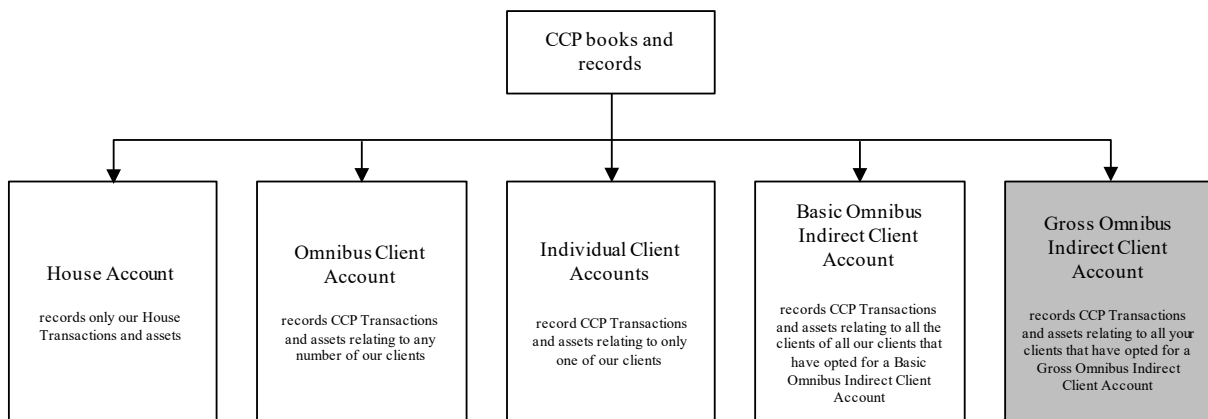 CCP books and
records
House Account
records only our House
Transactions and assets
Omnibus Client
Account
records CCP Transactions
and assets relating to any
number of our clients
Individual Client
Accounts
record CCP Transactions
and assets relating to only
one of our clients
Basic Omnibus
Indirect Client
Account
records CCP Transactions
and assets relating to all the
clients of all our clients that
have opted for a Basic
Omnibus Indirect Client
Account
Gross Omnibus
Indirect Client
Account
records CCP Transactions
and assets relating to all your
clients that have opted for a
Gross Omnibus Indirect
Client Account